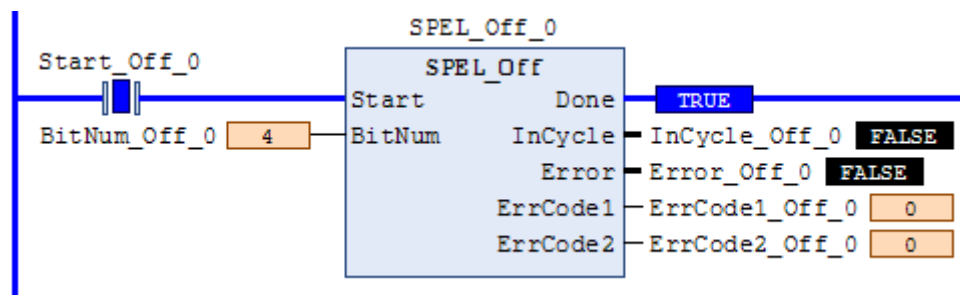 SPEL_Off_0
Start_Off_0
SPEL_Off
Start Done TRUE
BitNum_Off_0 4 BitNum InCycle InCycle_Off_0 FALSE
Error Error_Off_0 FALSE
ErrCode1 ErrCode1_Off_0 0
ErrCode2 ErrCode2_Off_0 0